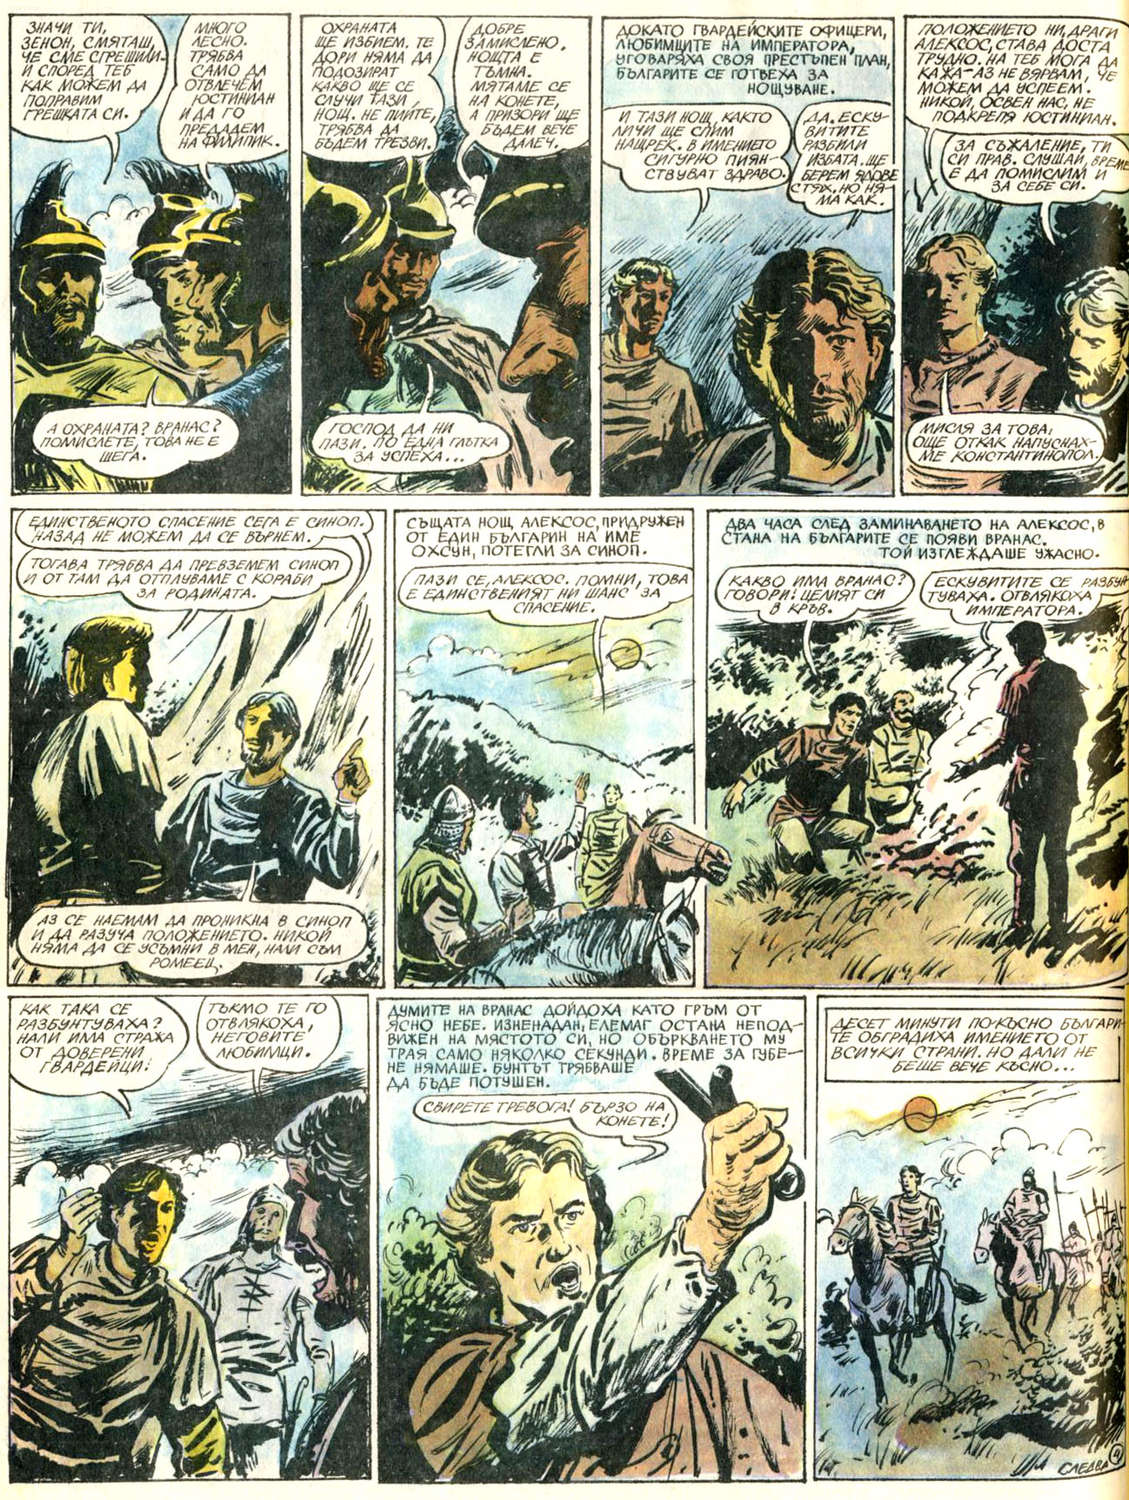 ЗНАЧИ ТИ,
ЗЕНОН, СМЯТАШ,
ЧЕ СМЕ СГРЕШИЛИ.
И СПОРЕД ТЕБ
КАК МОЖЕМ ДА
ПОПРАВИМ
ГРЕШКАТА СИ.
МНОГО
ЛЕСНО.
ТРЯБВА
САМО ДА
ОТВЛЕЧЕМ
ЮСТИНИАН
И ДА ГО
ПРЕДАДЕМ
НА ФИЛИПИК.
А ОХРАНАТА? ВРАНАС?
ПОМИСЛЕТЕ, ТОВА НЕ Е
ШЕГА.
ОХРАНАТА
ЩЕ ИЗБИЕМ. ТЕ
ДОРИ НЯМА ДА
ПОДОЗИРАТ
КАКВО ЩЕ СЕ
СЛУЧИ ТАЗИ
НОЩ. НЕ ПИЙТЕ,
ТРЯБВА ДА
БЪДЕМ ТРЕЗВИ.
ДОБРЕ
ЗАМИСЛЕНО.
НОЩТА Е
ТЪМНА.
МЯТАМЕ СЕ
НА КОНЕТЕ,
А ПРИЗОРИ ЩЕ
БЪДЕМ ВЕЧЕ
ДАЛЕЧ.
ГОСПОД ДА НИ
ПАЗИ. ПО ЕДНА ГЛЪТКА
ЗА УСПЕХА...
ДОКАТО ГВАРДЕЙСКИТЕ ОФИЦЕРИ,
ЛЮБИМЦИТЕ НА ИМПЕРАТОРА,
УГОВАРЯХА СВОЯ ПРЕСТЪПЕН ПЛАН,
БЪЛГАРИТЕ СЕ ГОТВЕХА ЗА
НОЩУВАНЕ.
И ТАЗИ НОЩ, КАКТО
ЛИЧИ ЩЕ СПИМ
НАЩРЕК. В ИМЕНИЕТО
СИГУРНО ПИЯН-
СТВУВАТ ЗДРАВО.
ДА. ЕСКУ-
ВИТИТЕ
РАЗБИЛИ
ИЗБАТА. ЩЕ
БЕРЕМ ЯДОВЕ
С ТЯХ. НО НЯ-
МА КАК.
ПОЛОЖЕНИЕТО НИ, ДРАГИ
АЛЕКСОС, СТАВА ДОСТА
ТРУДНО. НА ТЕБ МОГА ДА
КАЖА - АЗ НЕ ВЯРВАМ, ЧЕ
МОЖЕМ ДА УСПЕЕМ.
НИКОЙ, ОСВЕН НАС, НЕ
ПОДКРЕПЯ ЮСТИНИАН.
ЗА СЪЖАЛЕНИЕ, ТИ
СИ ПРАВ. СЛУШАЙ, ВРЕМЕ
Е ДА ПОМИСЛИМ И
ЗА СЕБЕ СИ.
МИСЛЯ ЗА ТОВА,
ОЩЕ ОТКАК НАПУСНАХ-
МЕ КОНСТАНТИНОПОЛ.
ЕДИНСТВЕНОТО СПАСЕНИЕ СЕГА Е СИНОП.
НАЗАД НЕ МОЖЕМ ДА СЕ ВЪРНЕМ.
ТОГАВА ТРЯБВА ДА ПРЕВЗЕМЕМ СИНОП
И ОТ ТАМ ДА ОТПЛУВАМЕ С КОРАБИ
ЗА РОДИНАТА.
АЗ СЕ НАЕМАМ ДА ПРОНИКНА В СИНОП
И ДА РАЗУЧА ПОЛОЖЕНИЕТО. НИКОЙ
НЯМА ДА СЕ УСЪМНИ В МЕН, НАЛИ СЪМ
РОМЕЕЦ.
СЪЩАТА НОЩ АЛЕКСОС, ПРИДРУЖЕН
ОТ ЕДИН БЪЛГАРИН НА ИМЕ
ОХСУН, ПОТЕГЛИ ЗА СИНОП.
ПАЗИ СЕ, АЛЕКСОС. ПОМНИ, ТОВА
Е ЕДИНСТВЕНИЯТ НИ ШАНС ЗА
СПАСЕНИЕ.
ДВА ЧАСА СЛЕД ЗАМИНАВАНЕТО НА АЛЕКСОС, В
СТАНА НА БЪЛГАРИТЕ СЕ ПОЯВИ ВРАНАС.
ТОЙ ИЗГЛЕЖДАШЕ УЖАСНО.
КАКВО ИМА ВРАНАС?
ГОВОРИ! ЦЕЛИЯТ СИ
В КРЪВ.
ЕСКУВИТИТЕ СЕ РАЗБУН-
ТУВАХА. ОТВЛЯКОХА
ИМПЕРАТОРА.
КАК ТАКА СЕ
РАЗБУНТУВАХА?
НАЛИ ИМА СТРАЖА
ОТ ДОВЕРЕНИ
ГВАРДЕЙЦИ!
ТЪКМО ТЕ ГО
ОТВЛЯКОХА,
НЕГОВИТЕ
ЛЮБИМЦИ.
ДУМИТЕ НА ВРАНАС ДОЙДОХА КАТО ГРЪМ ОТ
ЯСНО НЕБЕ. ИЗНЕНАДАН, ЕЛЕМАГ ОСТАНА НЕПОД-
ВИЖЕН НА МЯСТОТО СИ, НО ОБЪРКВАНЕТО МУ
ТРАЯ САМО НЯКОЛКО СЕКУНДИ. ВРЕМЕ ЗА ГУБЕ-
НЕ НЯМАШЕ. БУНТЪТ ТРЯБВАШЕ
ДА БЪДЕ ПОТУШЕН.
СВИРЕТЕ ТРЕВОГА! БЪРЗО НА
КОНЕТЕ!
ДЕСЕТ МИНУТИ ПО-КЪСНО БЪЛГАРИ-
ТЕ ОБГРАДИХА ИМЕНИЕТО ОТ
ВСИЧКИ СТРАНИ. НО ДАЛИ НЕ
БЕШЕ ВЕЧЕ КЪСНО...
СЛЕДВА